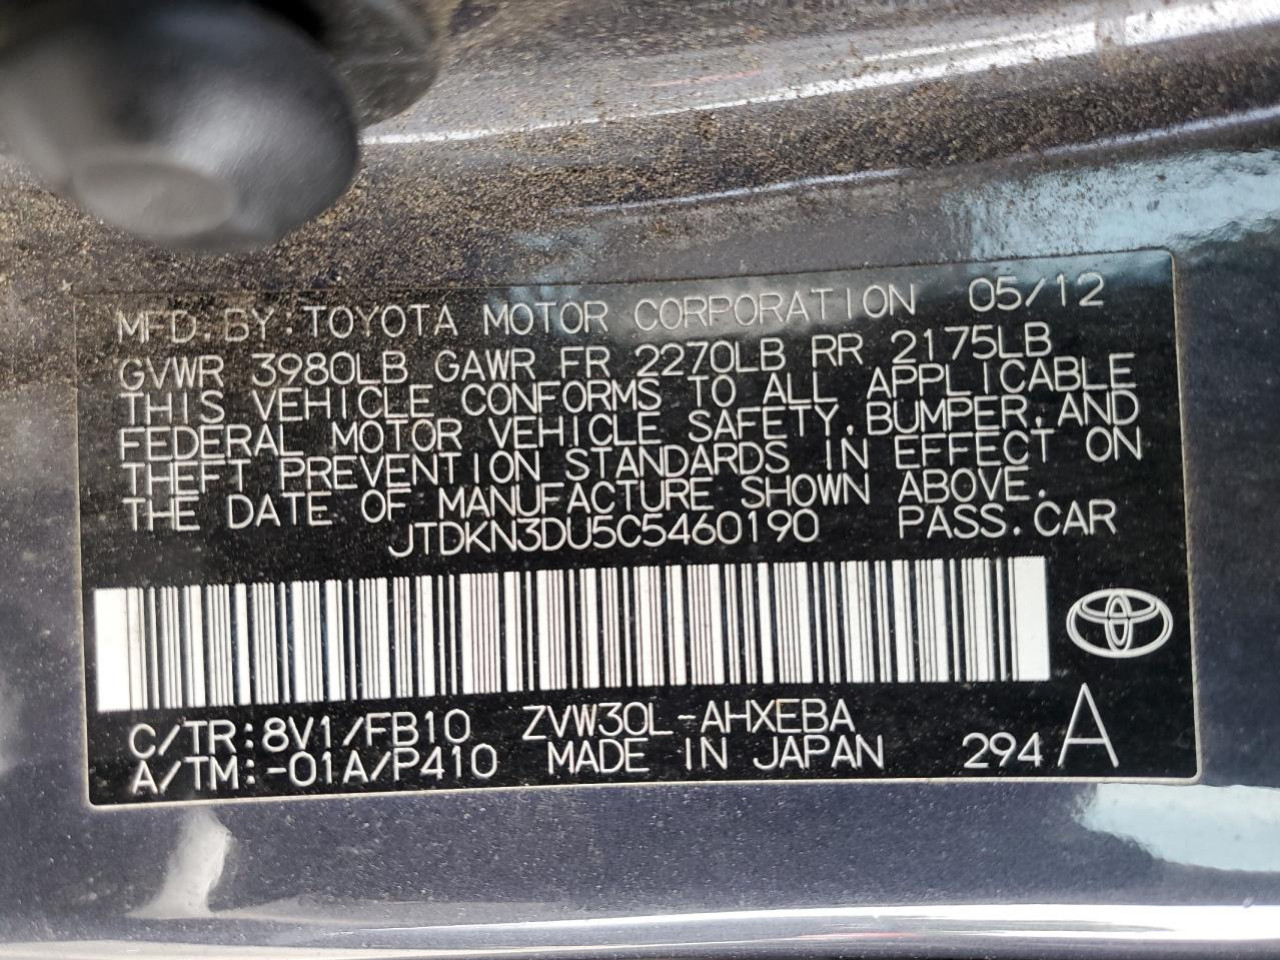 MFD. BY: TOYOTA MOTOR CORPORATION 05/12
GVWR 3980LB GAWR FR 2270LB RR 2175LB
THIS VEHICLE CONFORMS TO ALL APPLICABLE
FEDERAL MOTOR VEHICLE SAFETY, BUMPER, AND
THEFT PREVENTION STANDARDS IN EFFECT ON
THE DATE OF MANUFACTURE SHOWN ABOVE.
JTDKN3DU5C5460190 PASS. CAR
C/TR: 8V1/FB10 ZVW30L-AHXEBA
A/TM: -01A/P410 MADE IN JAPAN 294 A